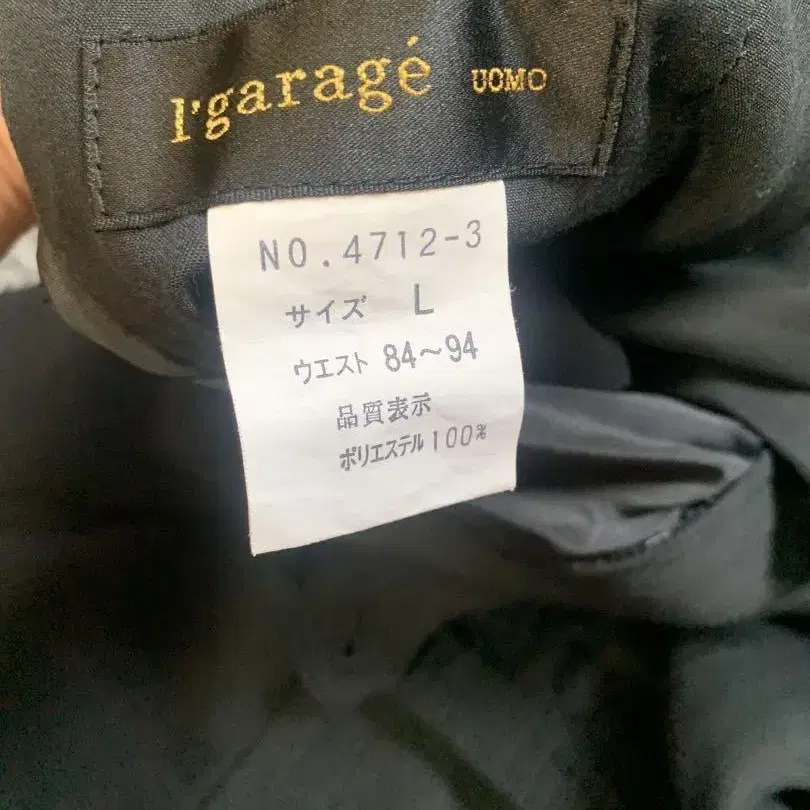 l'garagé UOMO
NO.4712-3
サイズ L
ウエスト 84〜94
品質表示
ポリエステル100%